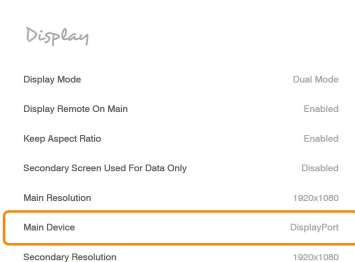 Display
Display Mode Dual Mode
Display Remote On Main Enabled
Keep Aspect Ratio Enabled
Secondary Screen Used For Data Only Disabled
Main Resolution 1920x1080
Main Device DisplayPort
Secondary Resolution 1920x1080